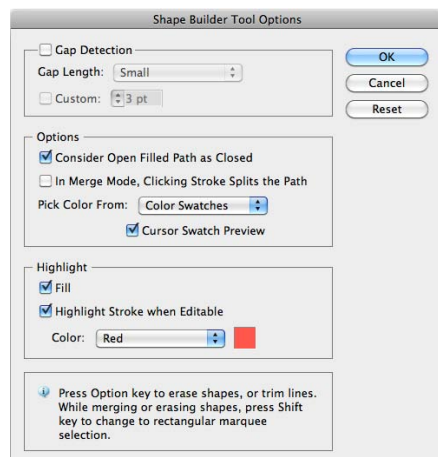 Shape Builder Tool Options
Gap Detection
Gap Length: Small
Custom: 3 pt
OK
Cancel
Reset
Options
Consider Open Filled Path as Closed
In Merge Mode, Clicking Stroke Splits the Path
Pick Color From: Color Swatches
Cursor Swatch Preview
Highlight
Fill
Highlight Stroke when Editable
Color: Red
Press Option key to erase shapes, or trim lines.
While merging or erasing shapes, press Shift
key to change to rectangular marquee
selection.